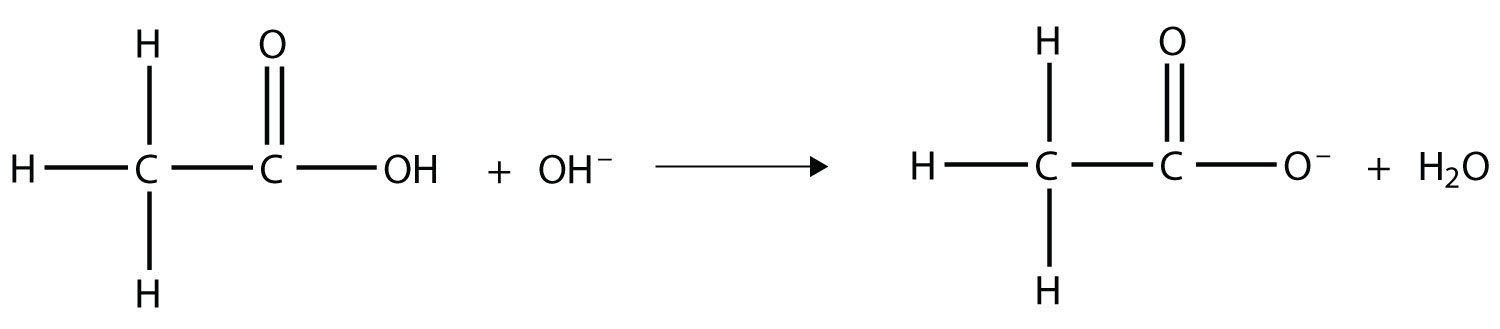 H O H O
H C C OH + OH⁻ H C C O⁻ + H₂O
H H